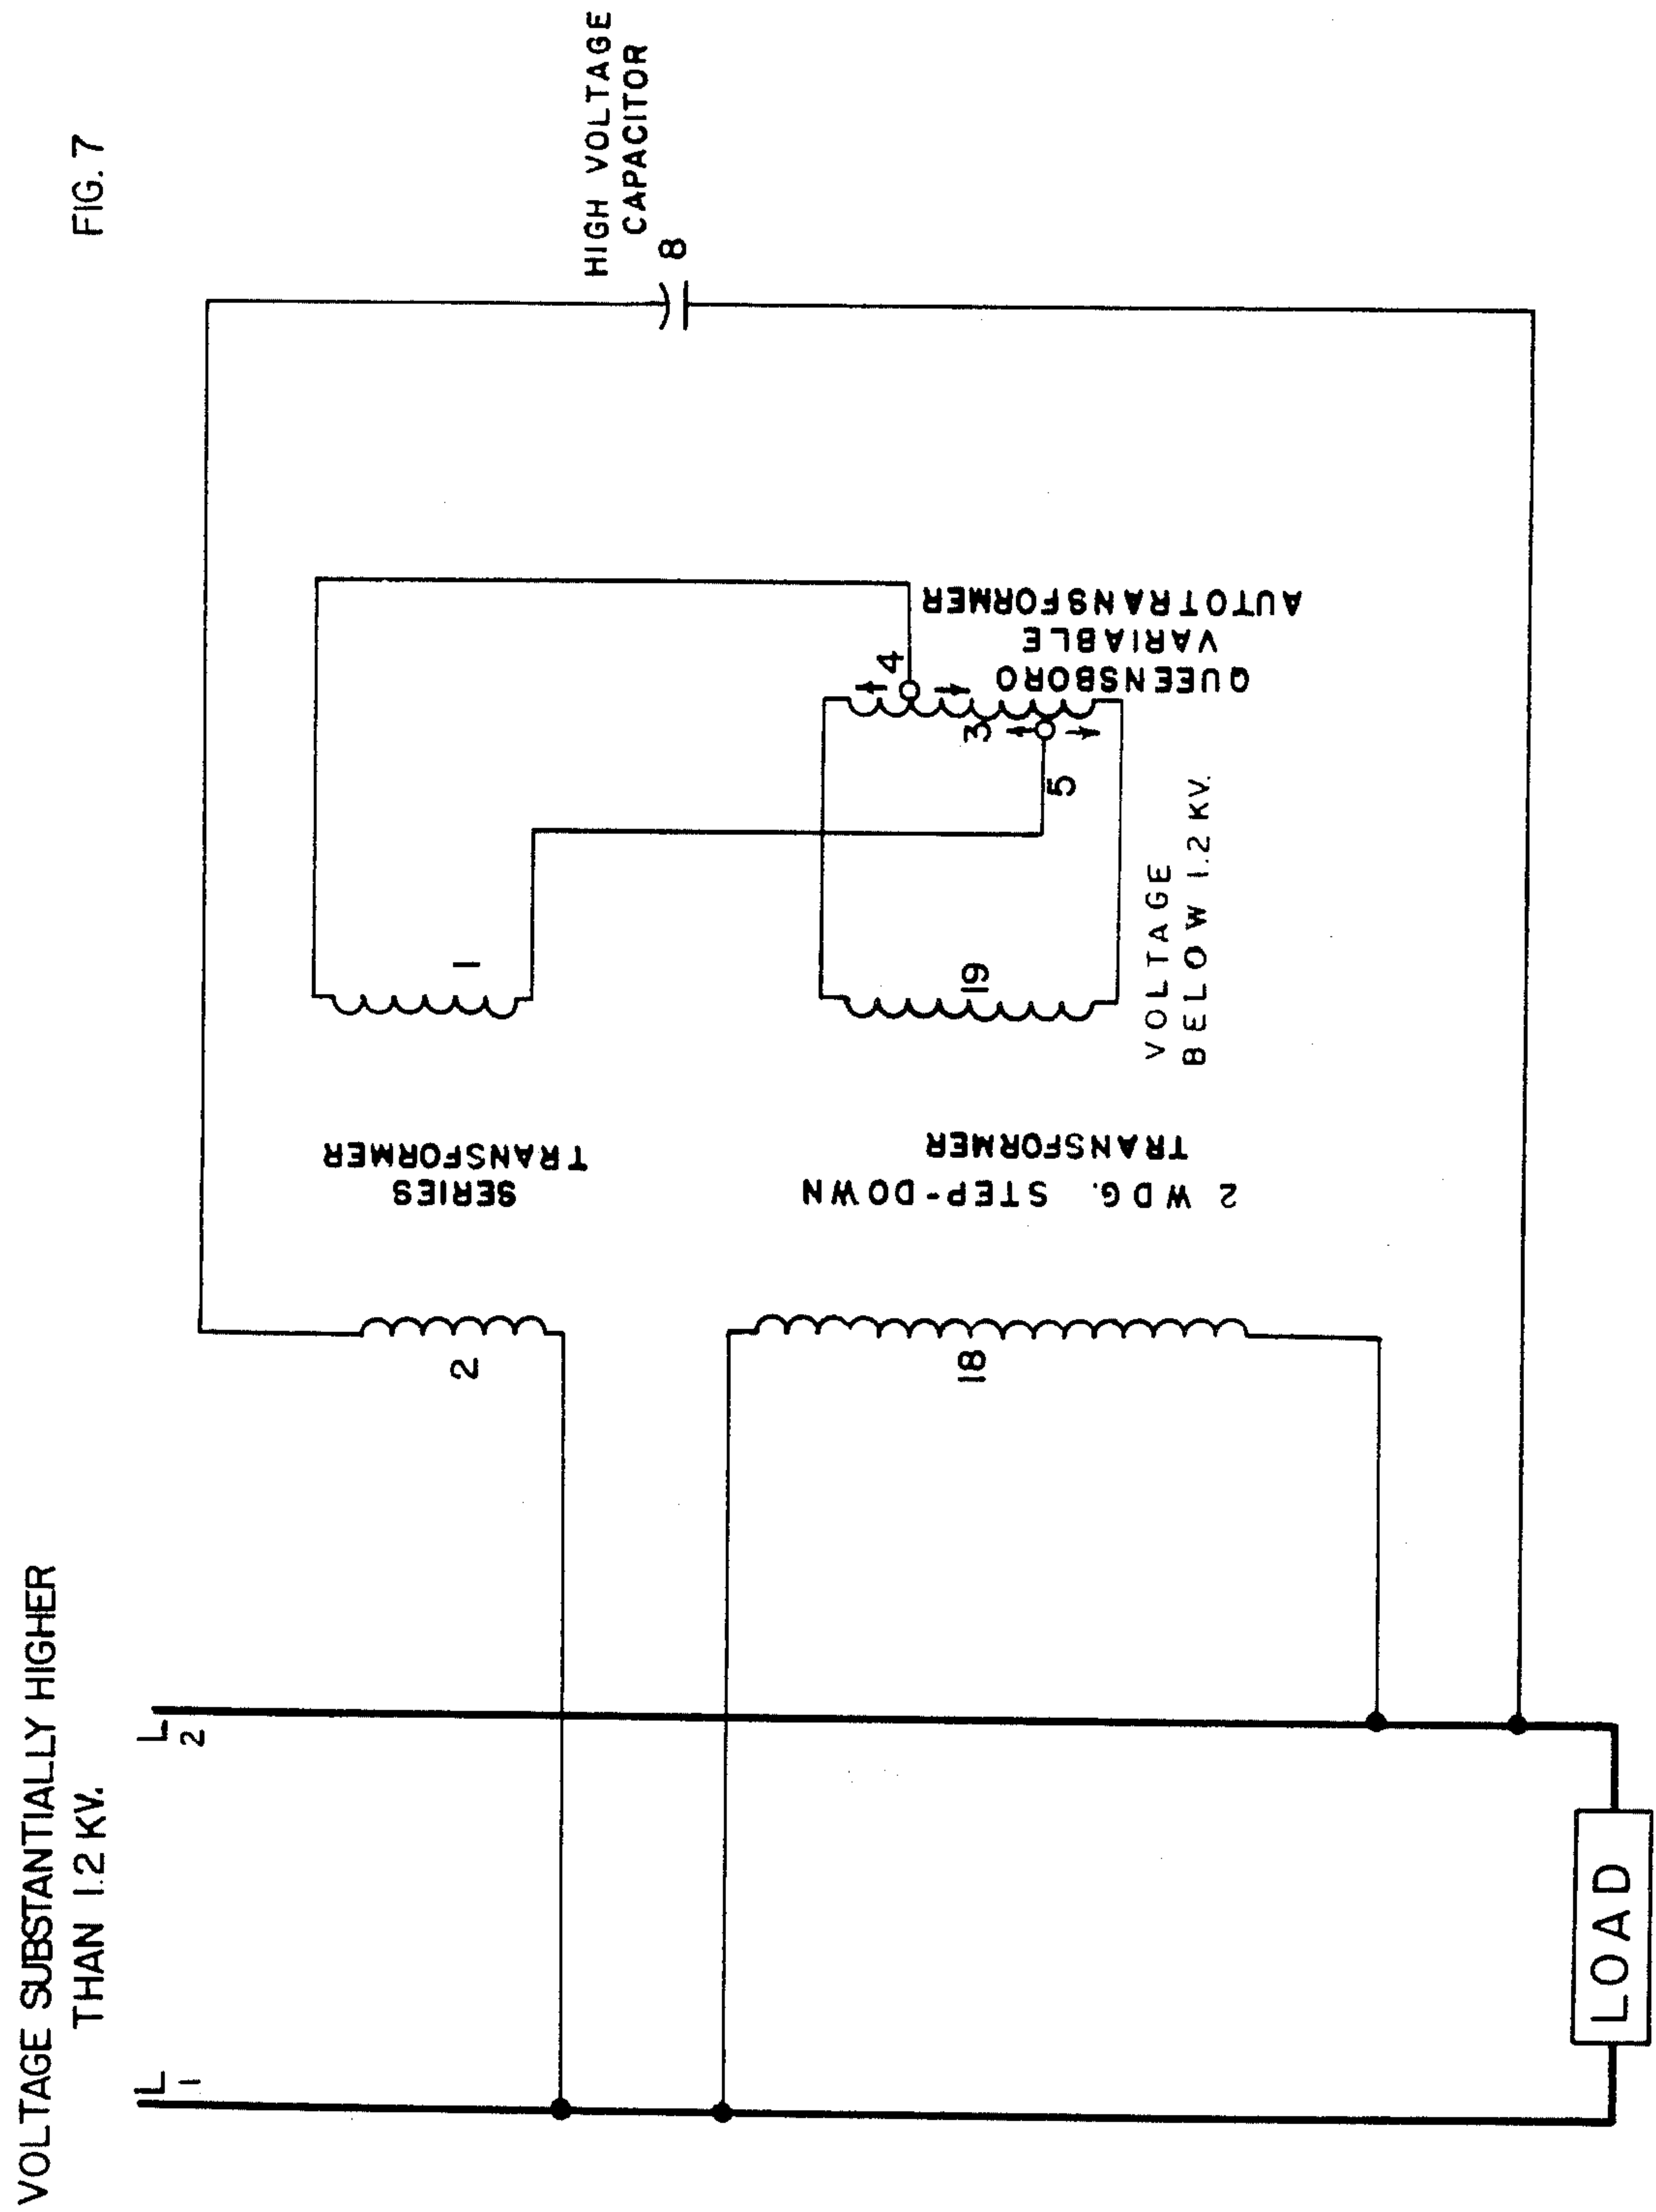 FIG. 7
VOLTAGE SUBSTANTIALLY HIGHER
THAN 1.2 KV.
L1
L2
LOAD
2
18
SERIES
TRANSFORMER
2 WDG. STEP-DOWN
TRANSFORMER
1
19
VOLTAGE
BELOW 1.2 KV.
5
3
4
QUEENSBORO
VARIABLE
AUTOTRANSFORMER
HIGH VOLTAGE
CAPACITOR
8